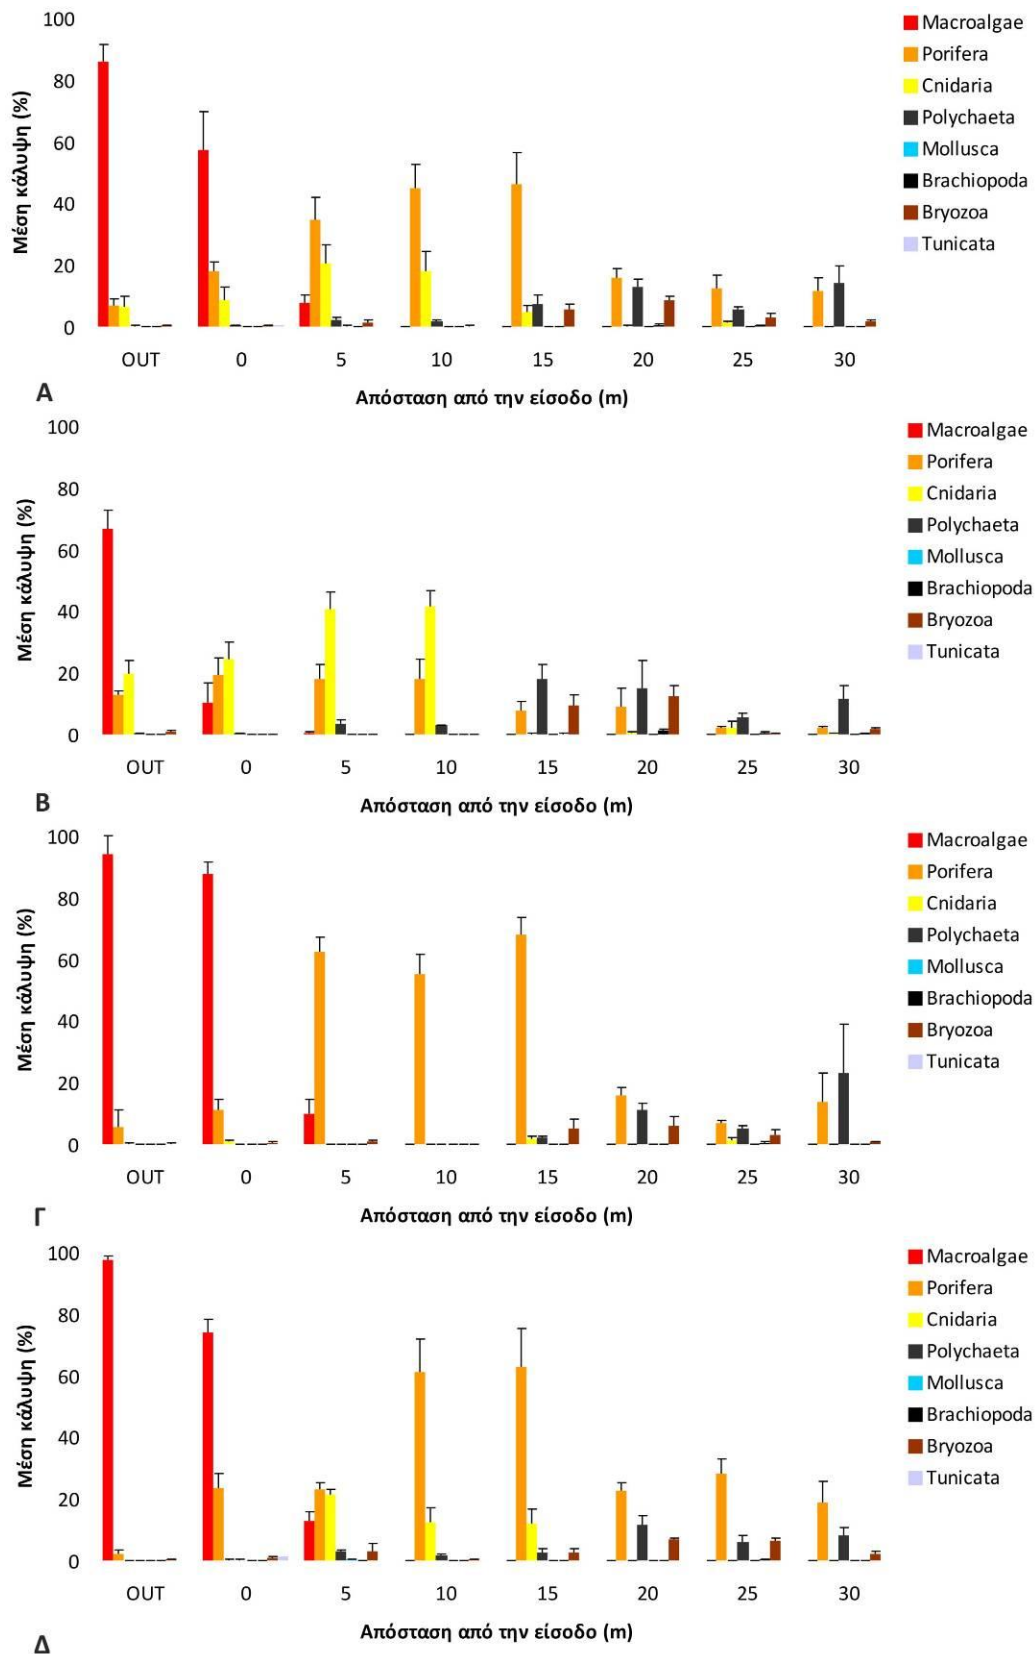 100
80
60
40
20
0
Μέση κάλυψη (%)
OUT 0 5 10 15 20 25 30
Απόσταση από την είσοδο (m)
Macroalgae
Porifera
Cnidaria
Polychaeta
Mollusca
Brachiopoda
Bryozoa
Tunicata
Α
100
80
60
40
20
0
Μέση κάλυψη (%)
OUT 0 5 10 15 20 25 30
Απόσταση από την είσοδο (m)
Macroalgae
Porifera
Cnidaria
Polychaeta
Mollusca
Brachiopoda
Bryozoa
Tunicata
Β
100
80
60
40
20
0
Μέση κάλυψη (%)
OUT 0 5 10 15 20 25 30
Απόσταση από την είσοδο (m)
Macroalgae
Porifera
Cnidaria
Polychaeta
Mollusca
Brachiopoda
Bryozoa
Tunicata
Γ
100
80
60
40
20
0
Μέση κάλυψη (%)
OUT 0 5 10 15 20 25 30
Απόσταση από την είσοδο (m)
Macroalgae
Porifera
Cnidaria
Polychaeta
Mollusca
Brachiopoda
Bryozoa
Tunicata
Δ